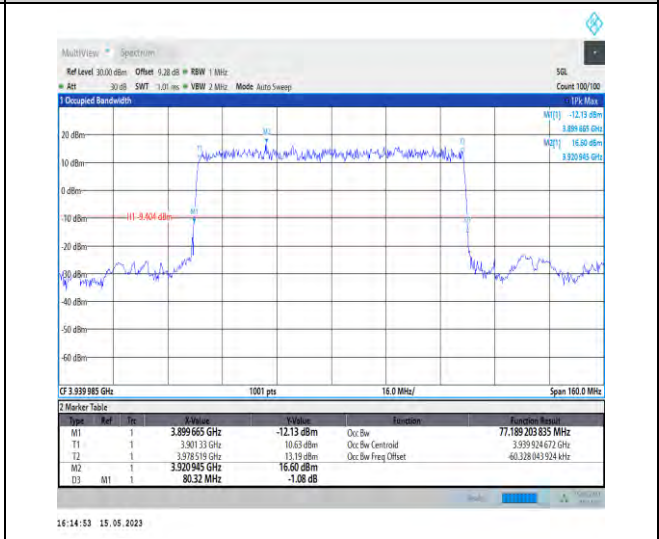 MultiView Spectrum
Ref Level 30.00 dBm Offset 9.28 dB RBW 1 MHz SGL
Att 30 dB SWT 1.01 ms VBW 2 MHz Mode Auto Sweep Count 100/100
1 Occupied Bandwidth 1Pk Max
M1[1] -12.13 dBm
3.899 665 GHz
M2[1] 16.60 dBm
3.920 945 GHz
20 dBm
M2
T1
10 dBm
0 dBm
-10 dBm
H1 -9.404 dBm
M1
-20 dBm
-30 dBm
-40 dBm
-50 dBm
-60 dBm
CF 3.939 985 GHz 1001 pts 16.0 MHz/ Span 160.0 MHz
2 Marker Table
Type Ref Trc X-Value Y-Value Function Function Result
M1 1 3.899 665 GHz -12.13 dBm Occ Bw 77.189 203 835 MHz
T1 1 3.901 33 GHz 10.63 dBm Occ Bw Centroid 3.939 924 672 GHz
T2 1 3.978 519 GHz 13.19 dBm Occ Bw Freq Offset -60.328 043 924 kHz
M2 1 3.920 945 GHz 16.60 dBm
D3 M1 1 80.32 MHz -1.08 dB
16:14:53 15.05.2023